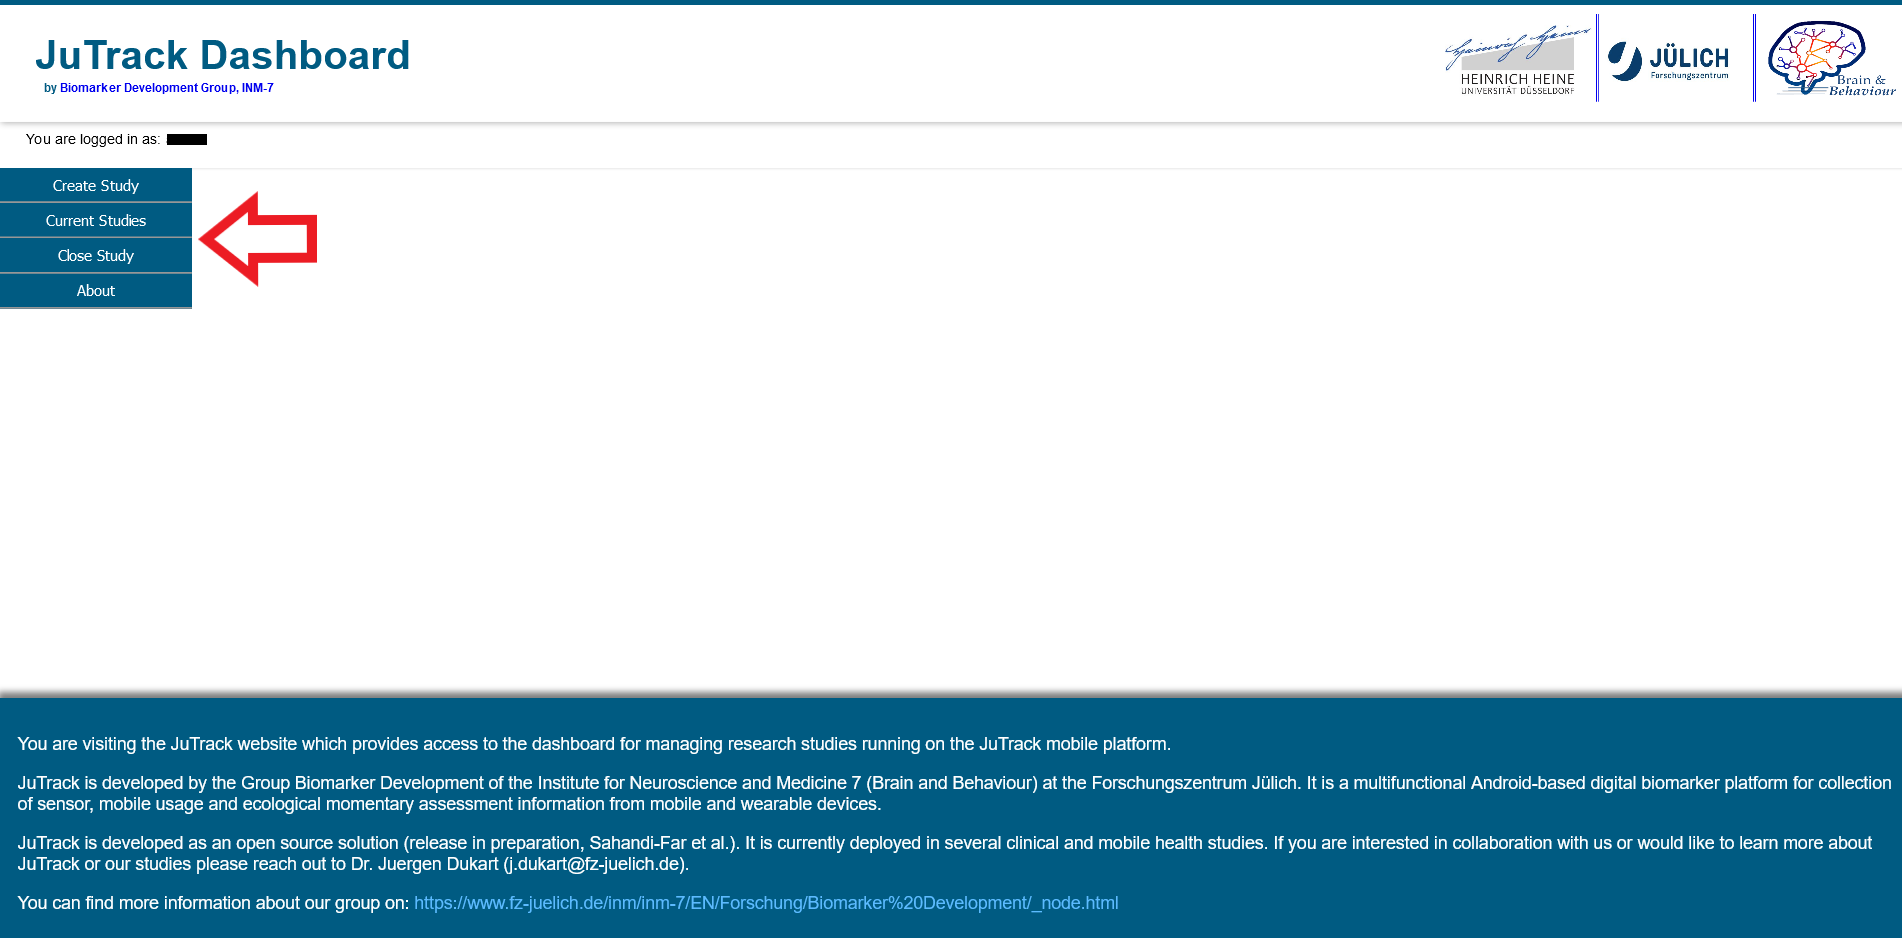 JuTrack Dashboard
by Biomarker Development Group, INM-7
HEINRICH HEINE
UNIVERSITÄT DÜSSELDORF
JÜLICH
Forschungszentrum
Brain &
Behaviour
You are logged in as:
Create Study
Current Studies
Close Study
About
You are visiting the JuTrack website which provides access to the dashboard for managing research studies running on the JuTrack mobile platform.
JuTrack is developed by the Group Biomarker Development of the Institute for Neuroscience and Medicine 7 (Brain and Behaviour) at the Forschungszentrum Jülich. It is a multifunctional Android-based digital biomarker platform for collection
of sensor, mobile usage and ecological momentary assessment information from mobile and wearable devices.
JuTrack is developed as an open source solution (release in preparation, Sahandi-Far et al.). It is currently deployed in several clinical and mobile health studies. If you are interested in collaboration with us or would like to learn more about
JuTrack or our studies please reach out to Dr. Juergen Dukart (j.dukart@fz-juelich.de).
You can find more information about our group on: https://www.fz-juelich.de/inm/inm-7/EN/Forschung/Biomarker%20Development/_node.html